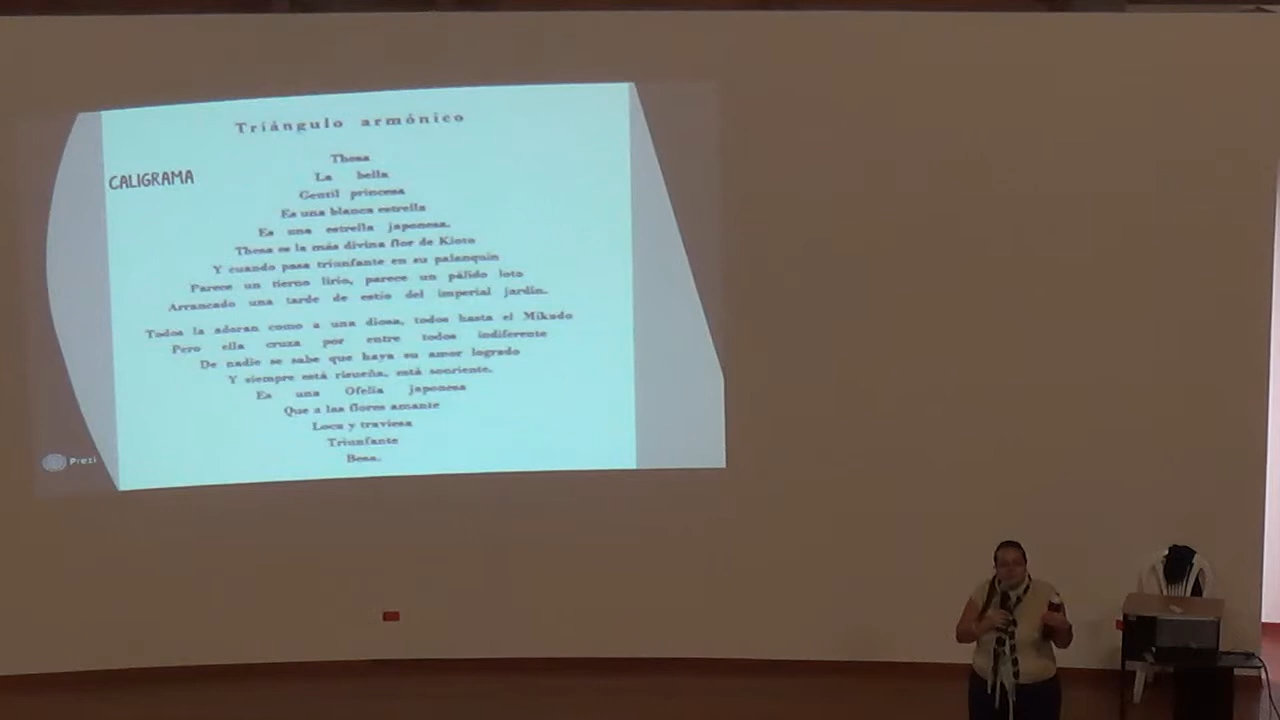 Triángulo armónico
CALIGRAMA
Thesa
La bella
Gentil princesa
Es una blanca estrella
Es una estrella japonesa.
Thesa es la más divina flor de Kioto
Y cuando pasa triunfante en su palanquín
Parece un tierno lirio, parece un pálido loto
Arrancado una tarde de estío del imperial jardín.
Todos la adoran como a una diosa, todos hasta el Mikado
Pero ella cruza por entre todos indiferente
De nadie se sabe que haya su amor logrado
Y siempre está risueña, está sonriente.
Es una Ofelia japonesa
Que a las flores amante
Loca y traviesa
Triunfante
Besa.
Prezi